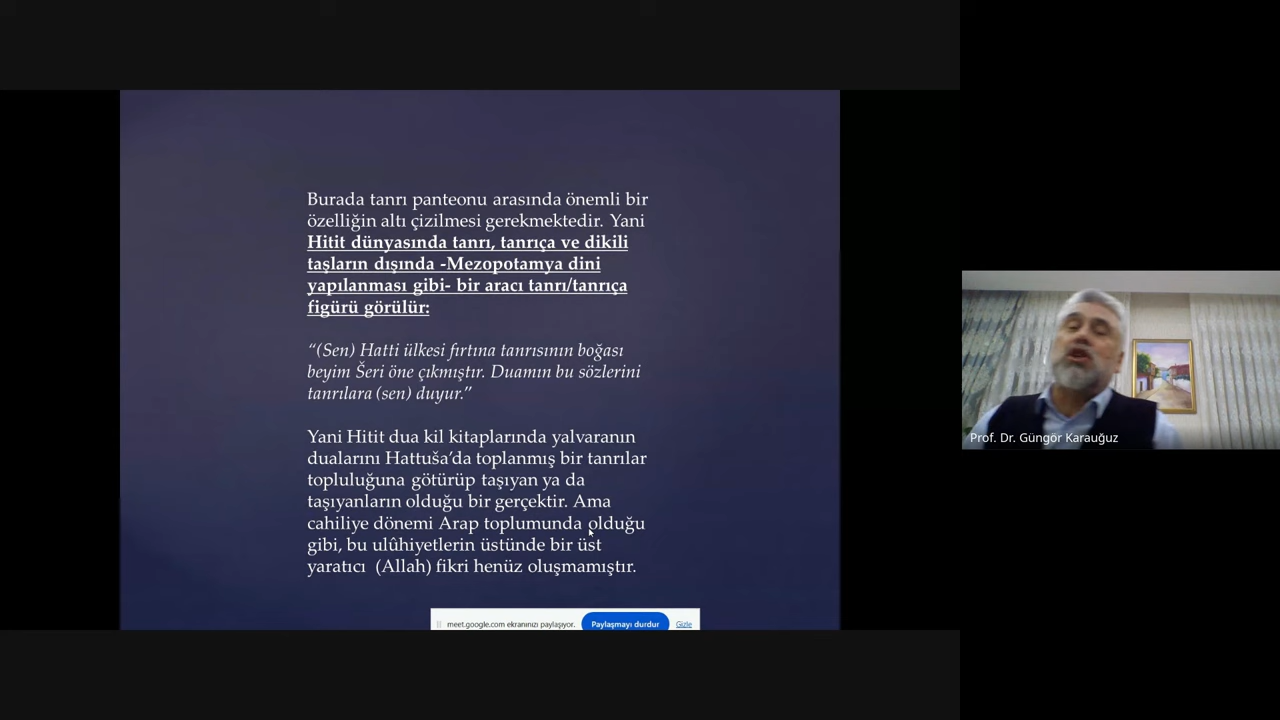 Burada tanrı panteonu arasında önemli bir
özelliğin altı çizilmesi gerekmektedir. Yani
Hitit dünyasında tanrı, tanrıça ve dikili
taşların dışında -Mezopotamya dini
yapılanması gibi- bir aracı tanrı/tanrıça
figürü görülür:
“(Sen) Hatti ülkesi fırtına tanrısının boğası
beyim Šeri öne çıkmıştır. Duamın bu sözlerini
tanrılara (sen) duyur.”
Yani Hitit dua kil kitaplarında yalvaranın
dualarını Hattuša’da toplanmış bir tanrılar
topluluğuna götürüp taşıyan ya da
taşıyanların olduğu bir gerçektir. Ama
cahiliye dönemi Arap toplumunda olduğu
gibi, bu ulûhiyetlerin üstünde bir üst
yaratıcı (Allah) fikri henüz oluşmamıştır.
meet.google.com ekranınızı paylaşıyor. Paylaşmayı durdur Gizle
Prof. Dr. Güngör Karauğuz